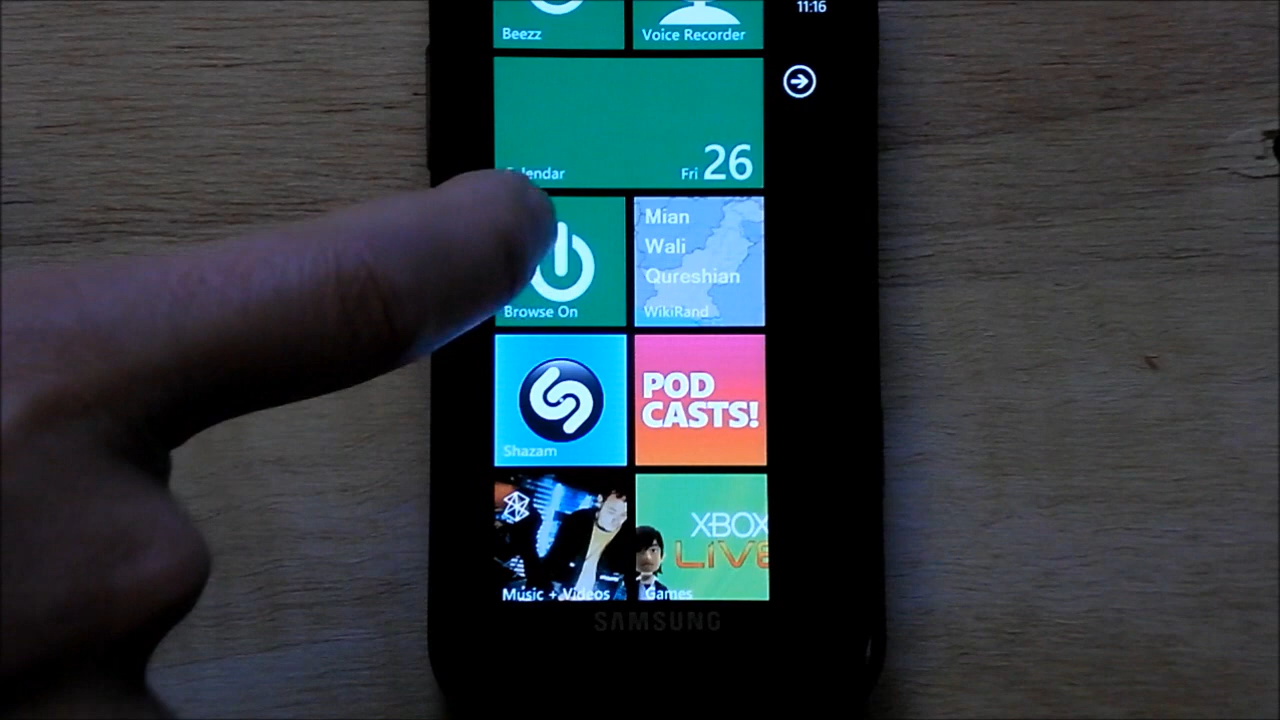 11:16
Beezz
Voice Recorder
lendar
Fri 26
Mian
Wali
Qureshian
Browse On
WikiRand
POD
CASTS!
Shazam
XBOX
LIVE
Music + Videos
Games
SAMSUNG